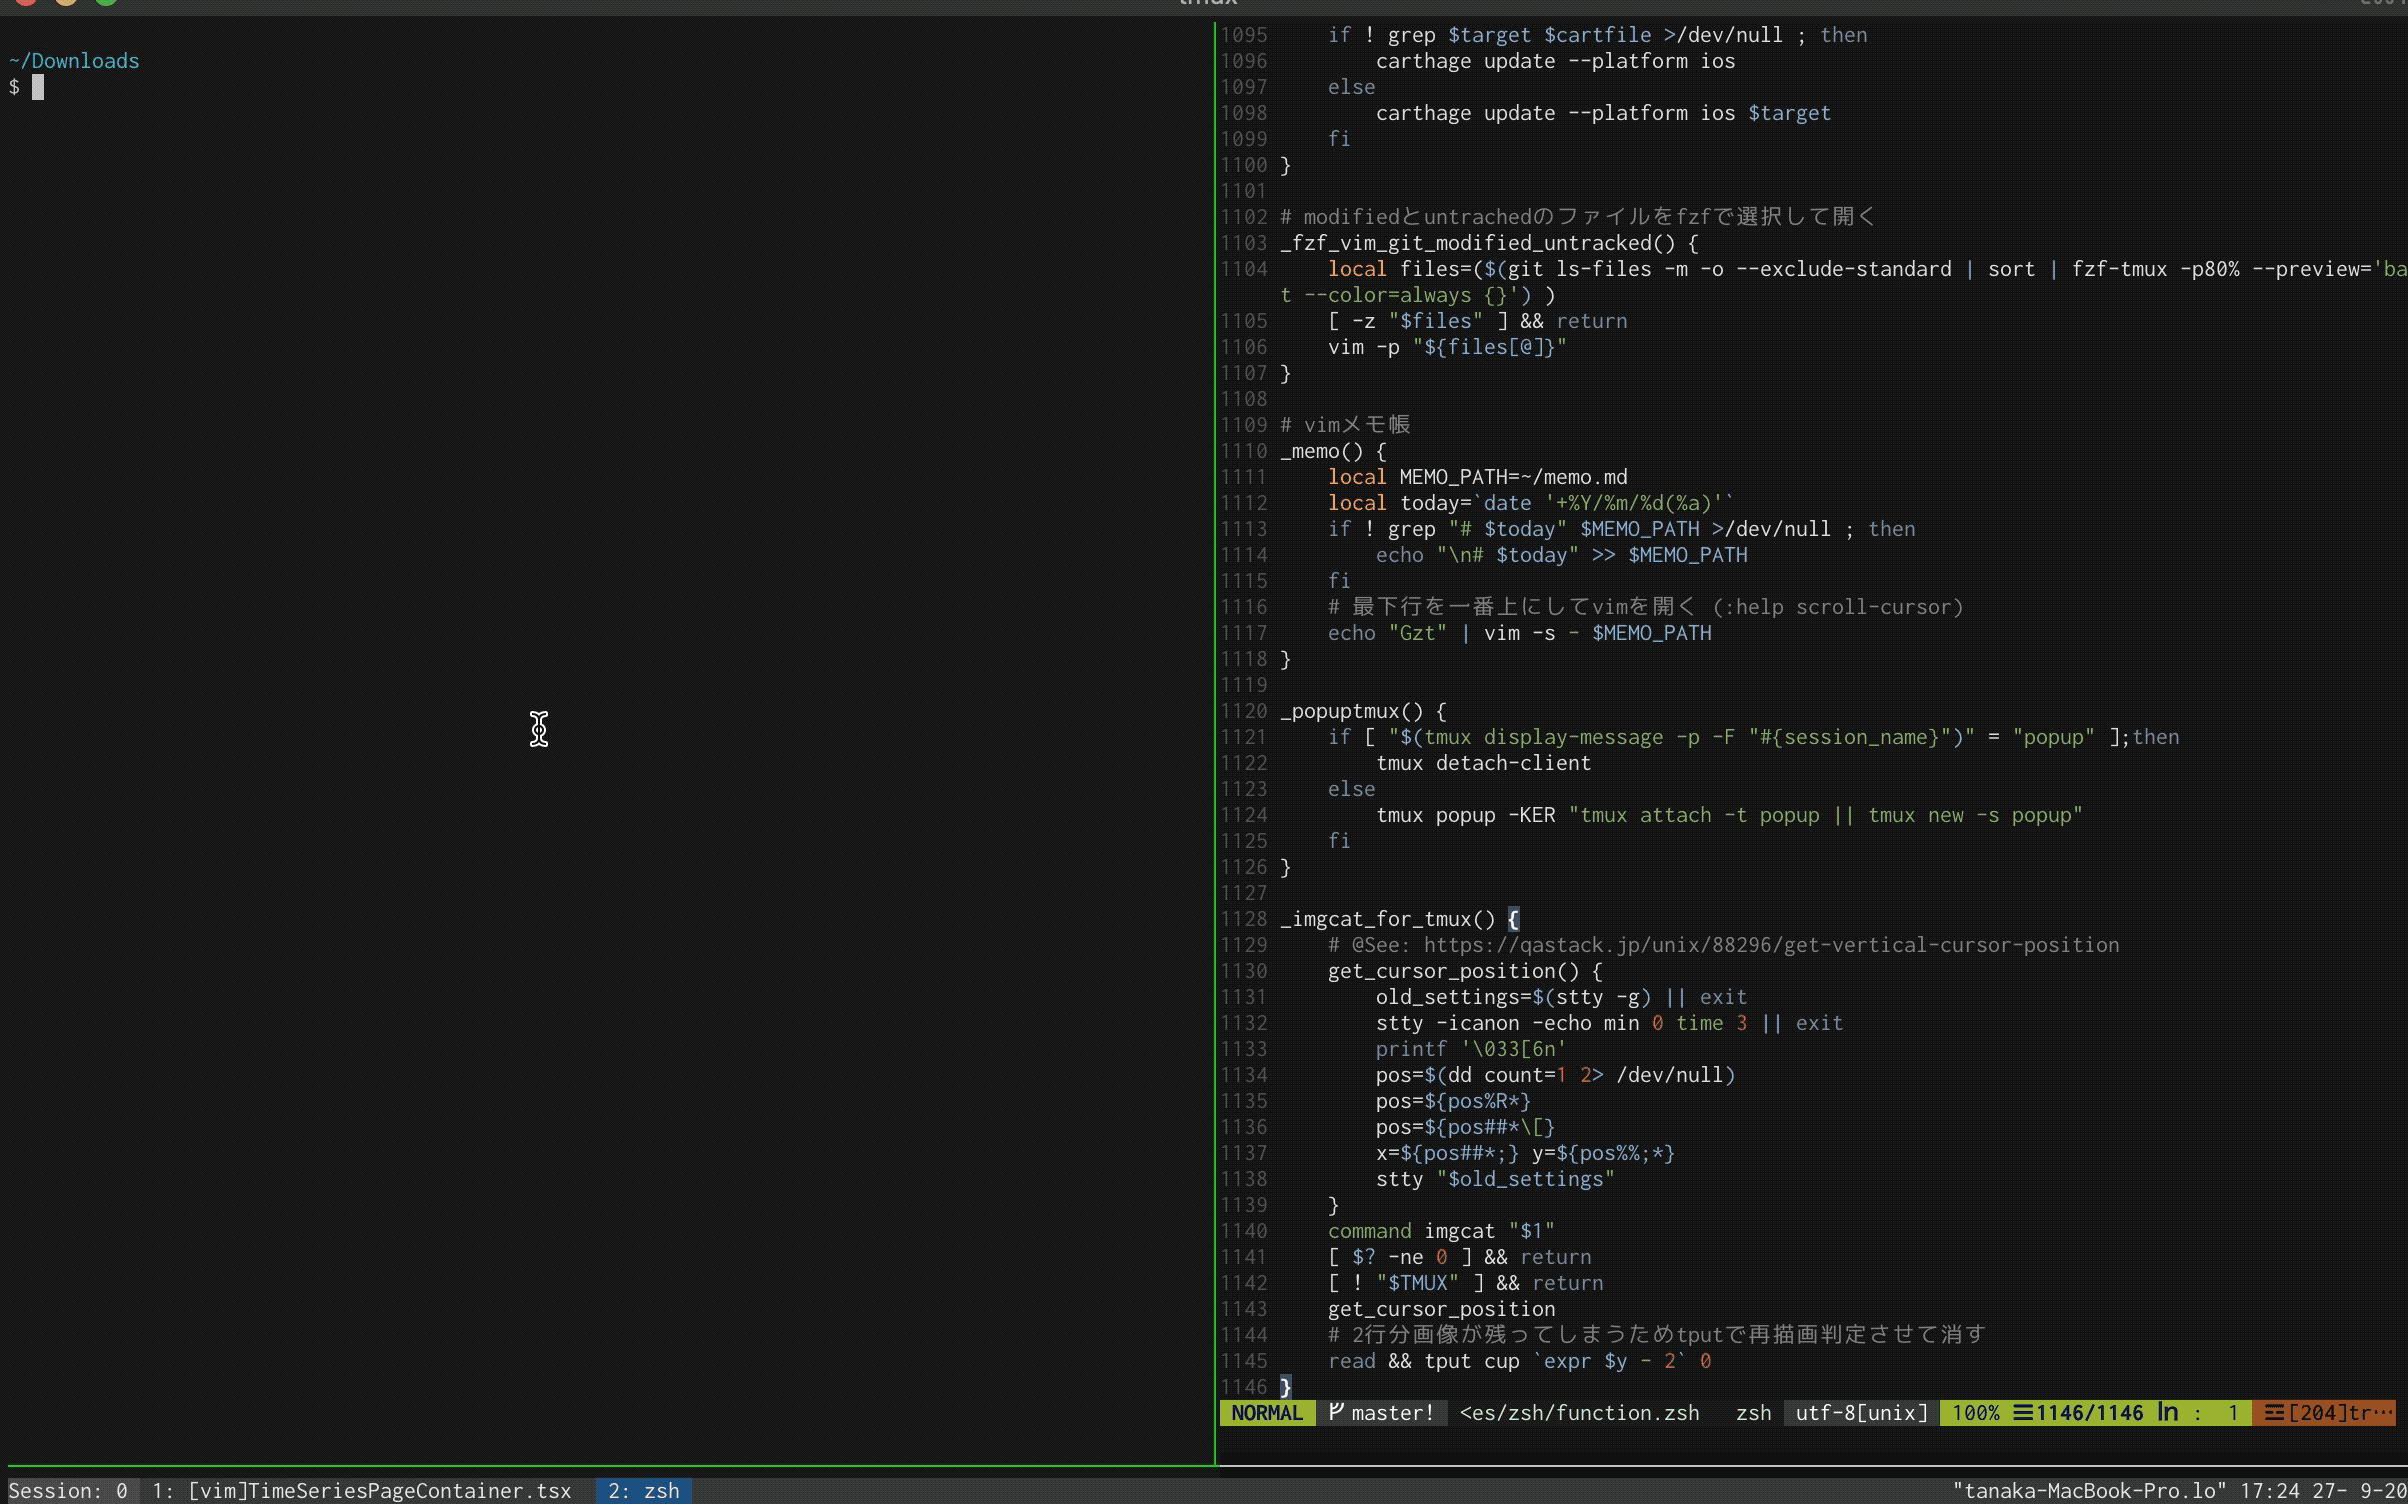 tmux
~/Downloads
$
1095     if ! grep $target $cartfile >/dev/null ; then
1096         carthage update --platform ios
1097     else
1098         carthage update --platform ios $target
1099     fi
1100 }
1101
1102 # modifiedとuntrachedのファイルをfzfで選択して開く
1103 _fzf_vim_git_modified_untracked() {
1104     local files=($(git ls-files -m -o --exclude-standard | sort | fzf-tmux -p80% --preview='ba
t --color=always {}') )
1105     [ -z "$files" ] && return
1106     vim -p "${files[@]}"
1107 }
1108
1109 # vimメモ帳
1110 _memo() {
1111     local MEMO_PATH=~/memo.md
1112     local today=`date '+%Y/%m/%d(%a)'`
1113     if ! grep "# $today" $MEMO_PATH >/dev/null ; then
1114         echo "\n# $today" >> $MEMO_PATH
1115     fi
1116     # 最下行を一番上にしてvimを開く (:help scroll-cursor)
1117     echo "Gzt" | vim -s - $MEMO_PATH
1118 }
1119
1120 _popuptmux() {
1121     if [ "$(tmux display-message -p -F "#{session_name}")" = "popup" ];then
1122         tmux detach-client
1123     else
1124         tmux popup -KER "tmux attach -t popup || tmux new -s popup"
1125     fi
1126 }
1127
1128 _imgcat_for_tmux() {
1129     # @See: https://qastack.jp/unix/88296/get-vertical-cursor-position
1130     get_cursor_position() {
1131         old_settings=$(stty -g) || exit
1132         stty -icanon -echo min 0 time 3 || exit
1133         printf '\033[6n'
1134         pos=$(dd count=1 2> /dev/null)
1135         pos=${pos%R*}
1136         pos=${pos##*\[}
1137         x=${pos##*;} y=${pos%%;*}
1138         stty "$old_settings"
1139     }
1140     command imgcat "$1"
1141     [ $? -ne 0 ] && return
1142     [ ! "$TMUX" ] && return
1143     get_cursor_position
1144     # 2行分画像が残ってしまうためtputで再描画判定させて消す
1145     read && tput cup `expr $y - 2` 0
1146 }
NORMAL master! <es/zsh/function.zsh zsh utf-8[unix] 100% ☰1146/1146 ln : 1 ☲[204]tr…
Session: 0 1: [vim]TimeSeriesPageContainer.tsx 2: zsh "tanaka-MacBook-Pro.lo" 17:24 27- 9-20